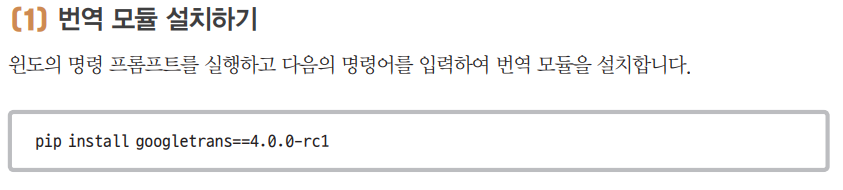 (1) 번역 모듈 설치하기
윈도의 명령 프롬프트를 실행하고 다음의 명령어를 입력하여 번역 모듈을 설치합니다.
pip install googletrans==4.0.0-rc1